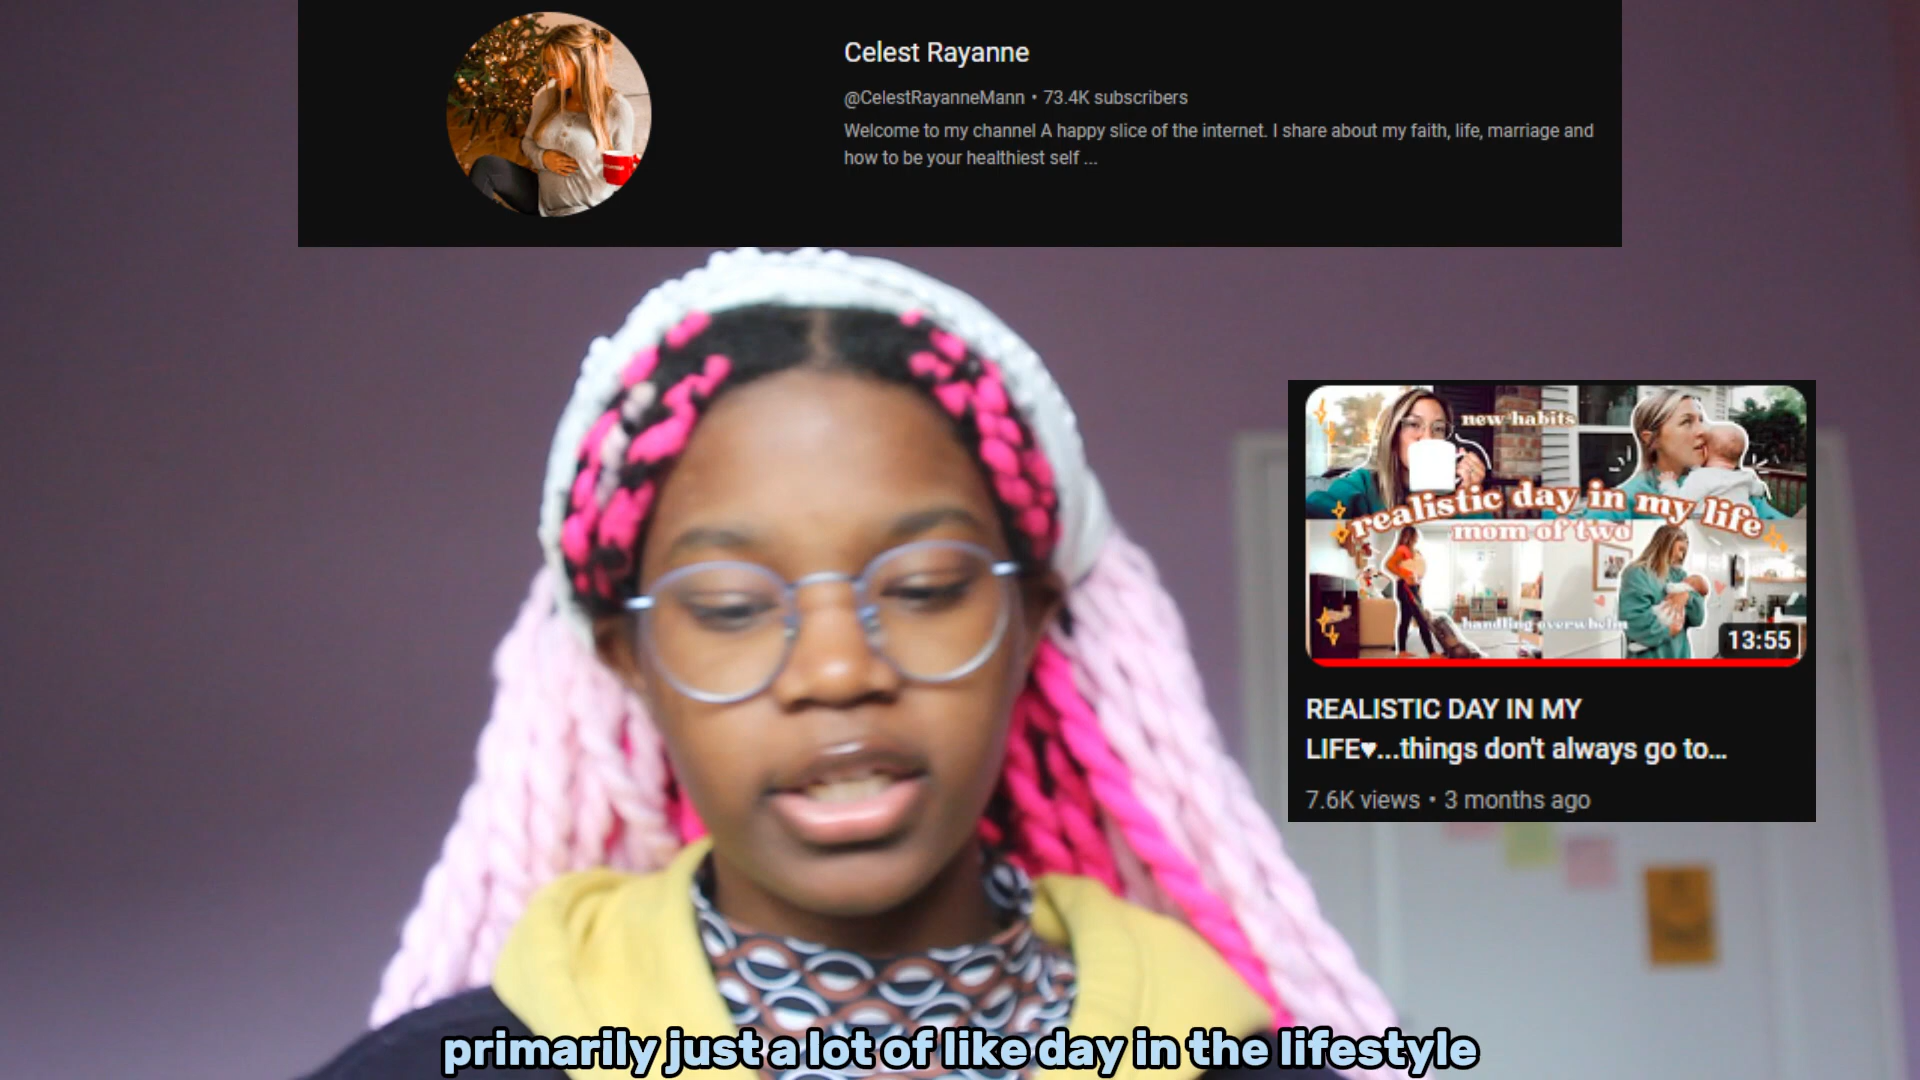 Celest Rayanne
@CelestRayanneMann • 73.4K subscribers
Welcome to my channel A happy slice of the internet. I share about my faith, life, marriage and
how to be your healthiest self ...
new habits
realistic day in my life
mom of two
handling overwhelm
13:55
REALISTIC DAY IN MY
LIFE♥...things don't always go to...
7.6K views • 3 months ago
primarily just a lot of like day in the lifestyle